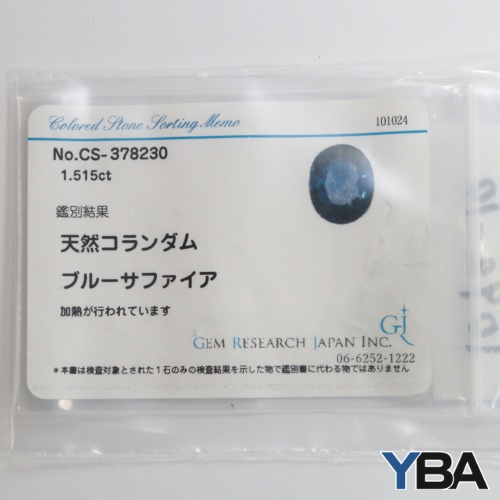 Colored Stone Sorting Memo
101024
No.CS-378230
1.515ct
鑑別結果
天然コランダム
ブルーサファイア
加熱が行われています
GJ
GEM RESEARCH JAPAN INC.
06-6252-1222
*本書は検査対象とされた1石のみの検査結果を示した物で鑑別書に代わる物ではありません
YBA